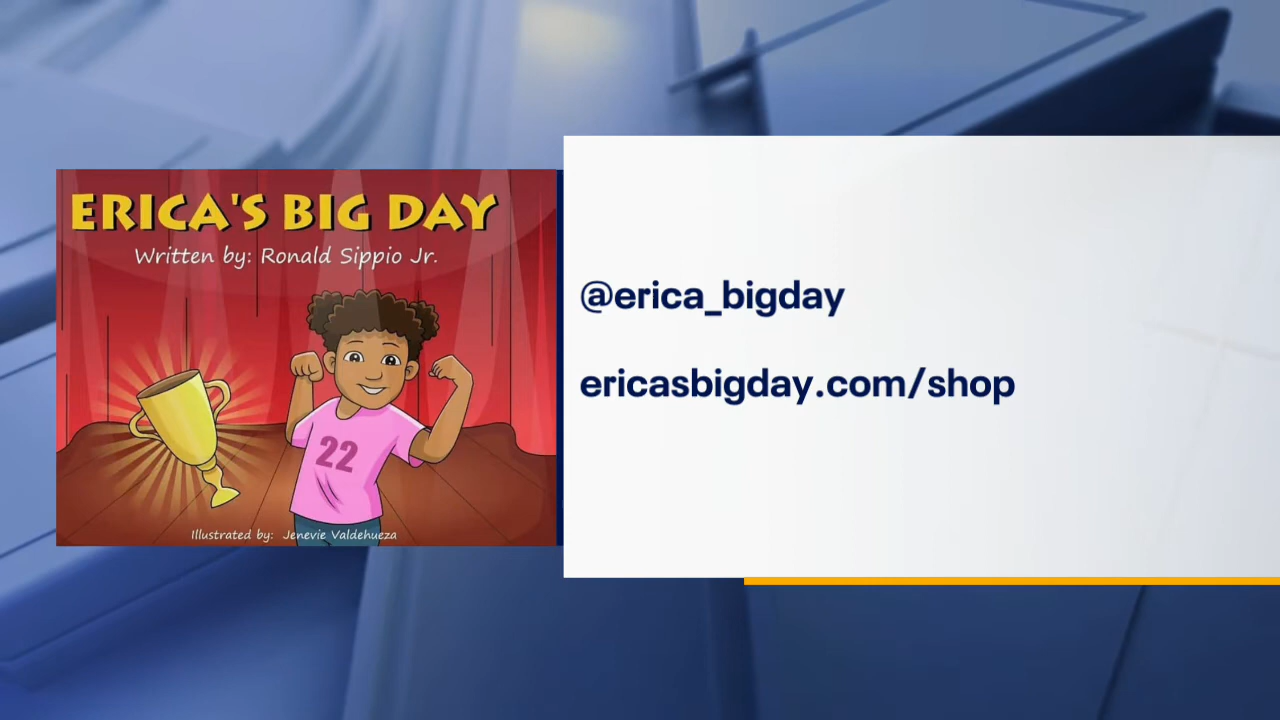 ERICA'S BIG DAY
Written by: Ronald Sippio Jr.
22
Illustrated by: Jenevie Valdehueza
@erica_bigday
ericasbigday.com/shop